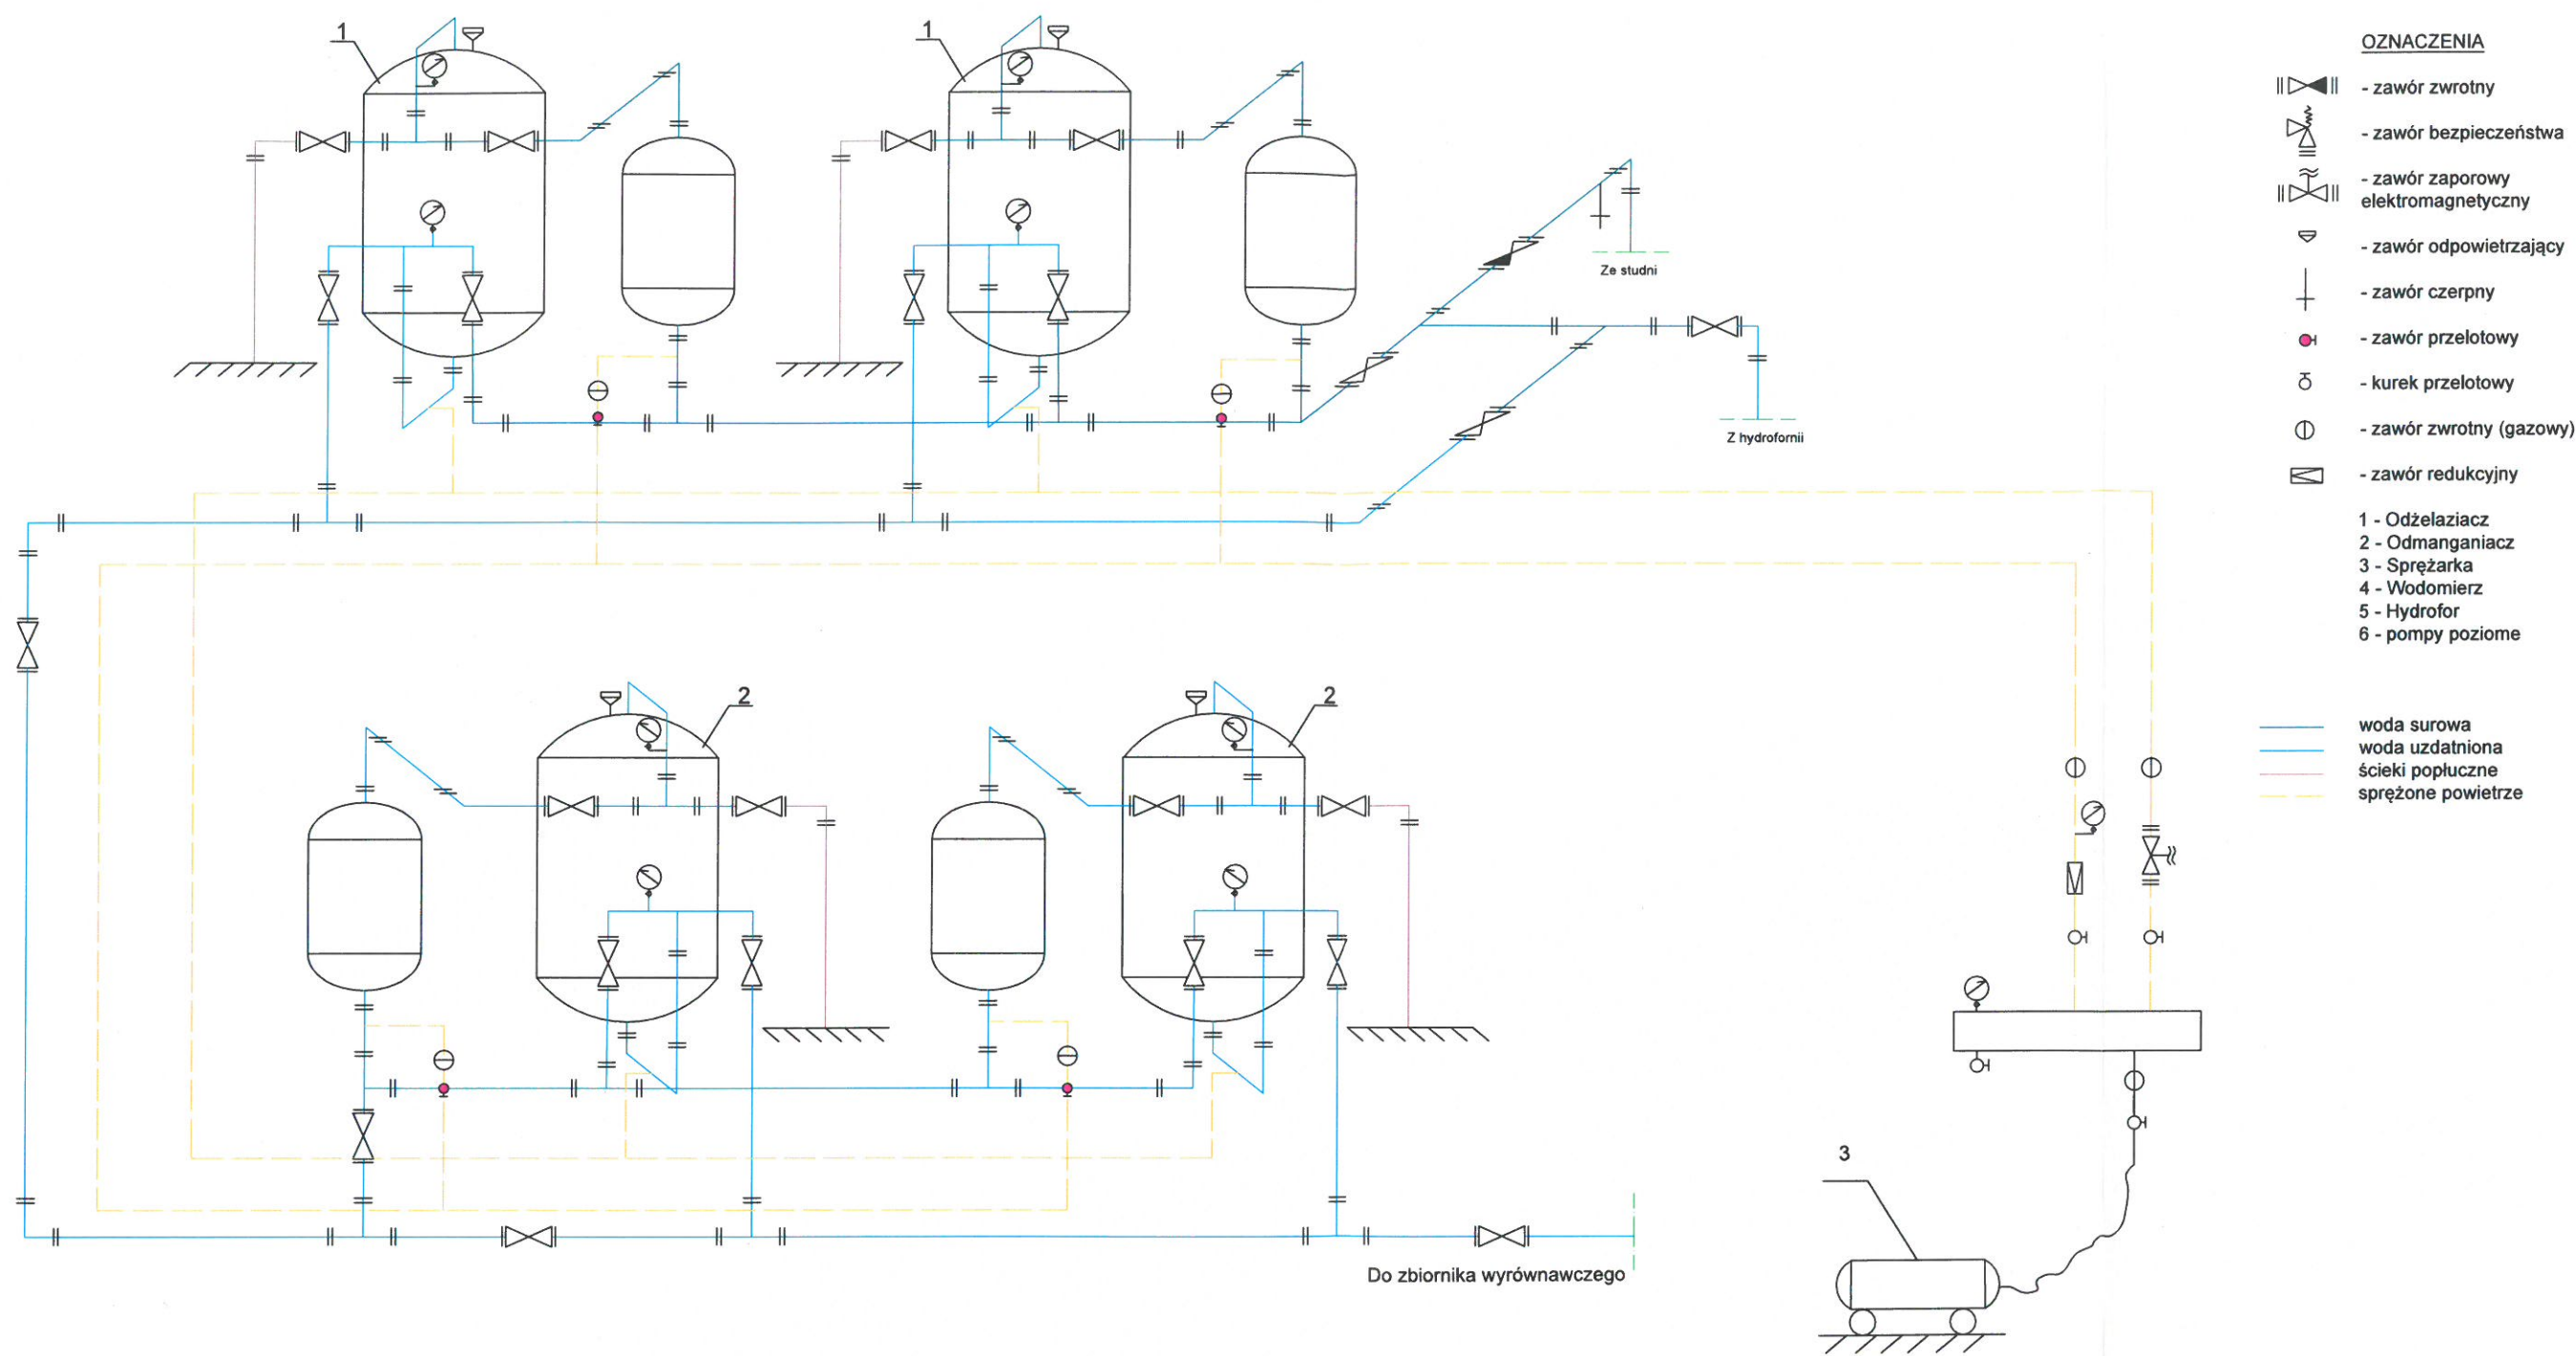 1
1
Ze studni
Z hydroforni
2
2
3
Do zbiornika wyrównawczego
OZNACZENIA
- zawór zwrotny
- zawór bezpieczeństwa
- zawór zaporowy
elektromagnetyczny
- zawór odpowietrzający
- zawór czerpny
- zawór przelotowy
- kurek przelotowy
- zawór zwrotny (gazowy)
- zawór redukcyjny
1 - Odżelaziacz
2 - Odmanganiacz
3 - Sprężarka
4 - Wodomierz
5 - Hydrofor
6 - pompy poziome
woda surowa
woda uzdatniona
ścieki popłuczne
sprężone powietrze